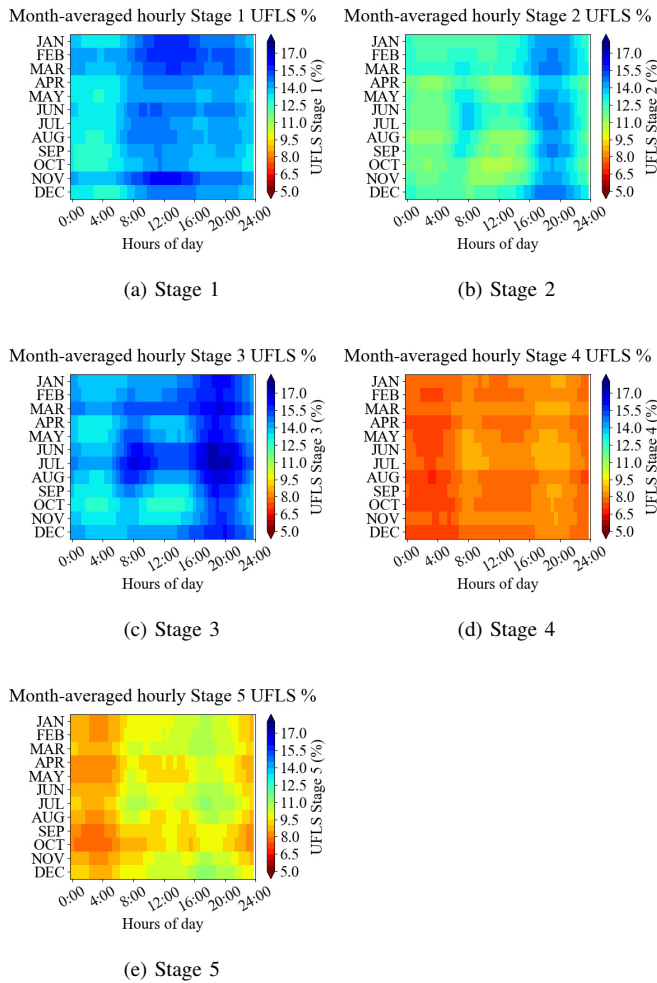 Month-averaged hourly Stage 1 UFLS %
JAN
FEB
MAR
APR
MAY
JUN
JUL
AUG
SEP
OCT
NOV
DEC
0:00 4:00 8:00 12:00 16:00 20:00 24:00
Hours of day
17.0
15.5
14.0
12.5
11.0
9.5
8.0
6.5
5.0
UFLS Stage 1 (%)
(a) Stage 1
Month-averaged hourly Stage 2 UFLS %
JAN
FEB
MAR
APR
MAY
JUN
JUL
AUG
SEP
OCT
NOV
DEC
0:00 4:00 8:00 12:00 16:00 20:00 24:00
Hours of day
17.0
15.5
14.0
12.5
11.0
9.5
8.0
6.5
5.0
UFLS Stage 2 (%)
(b) Stage 2
Month-averaged hourly Stage 3 UFLS %
JAN
FEB
MAR
APR
MAY
JUN
JUL
AUG
SEP
OCT
NOV
DEC
0:00 4:00 8:00 12:00 16:00 20:00 24:00
Hours of day
17.0
15.5
14.0
12.5
11.0
9.5
8.0
6.5
5.0
UFLS Stage 3 (%)
(c) Stage 3
Month-averaged hourly Stage 4 UFLS %
JAN
FEB
MAR
APR
MAY
JUN
JUL
AUG
SEP
OCT
NOV
DEC
0:00 4:00 8:00 12:00 16:00 20:00 24:00
Hours of day
17.0
15.5
14.0
12.5
11.0
9.5
8.0
6.5
5.0
UFLS Stage 4 (%)
(d) Stage 4
Month-averaged hourly Stage 5 UFLS %
JAN
FEB
MAR
APR
MAY
JUN
JUL
AUG
SEP
OCT
NOV
DEC
0:00 4:00 8:00 12:00 16:00 20:00 24:00
Hours of day
17.0
15.5
14.0
12.5
11.0
9.5
8.0
6.5
5.0
UFLS Stage 5 (%)
(e) Stage 5